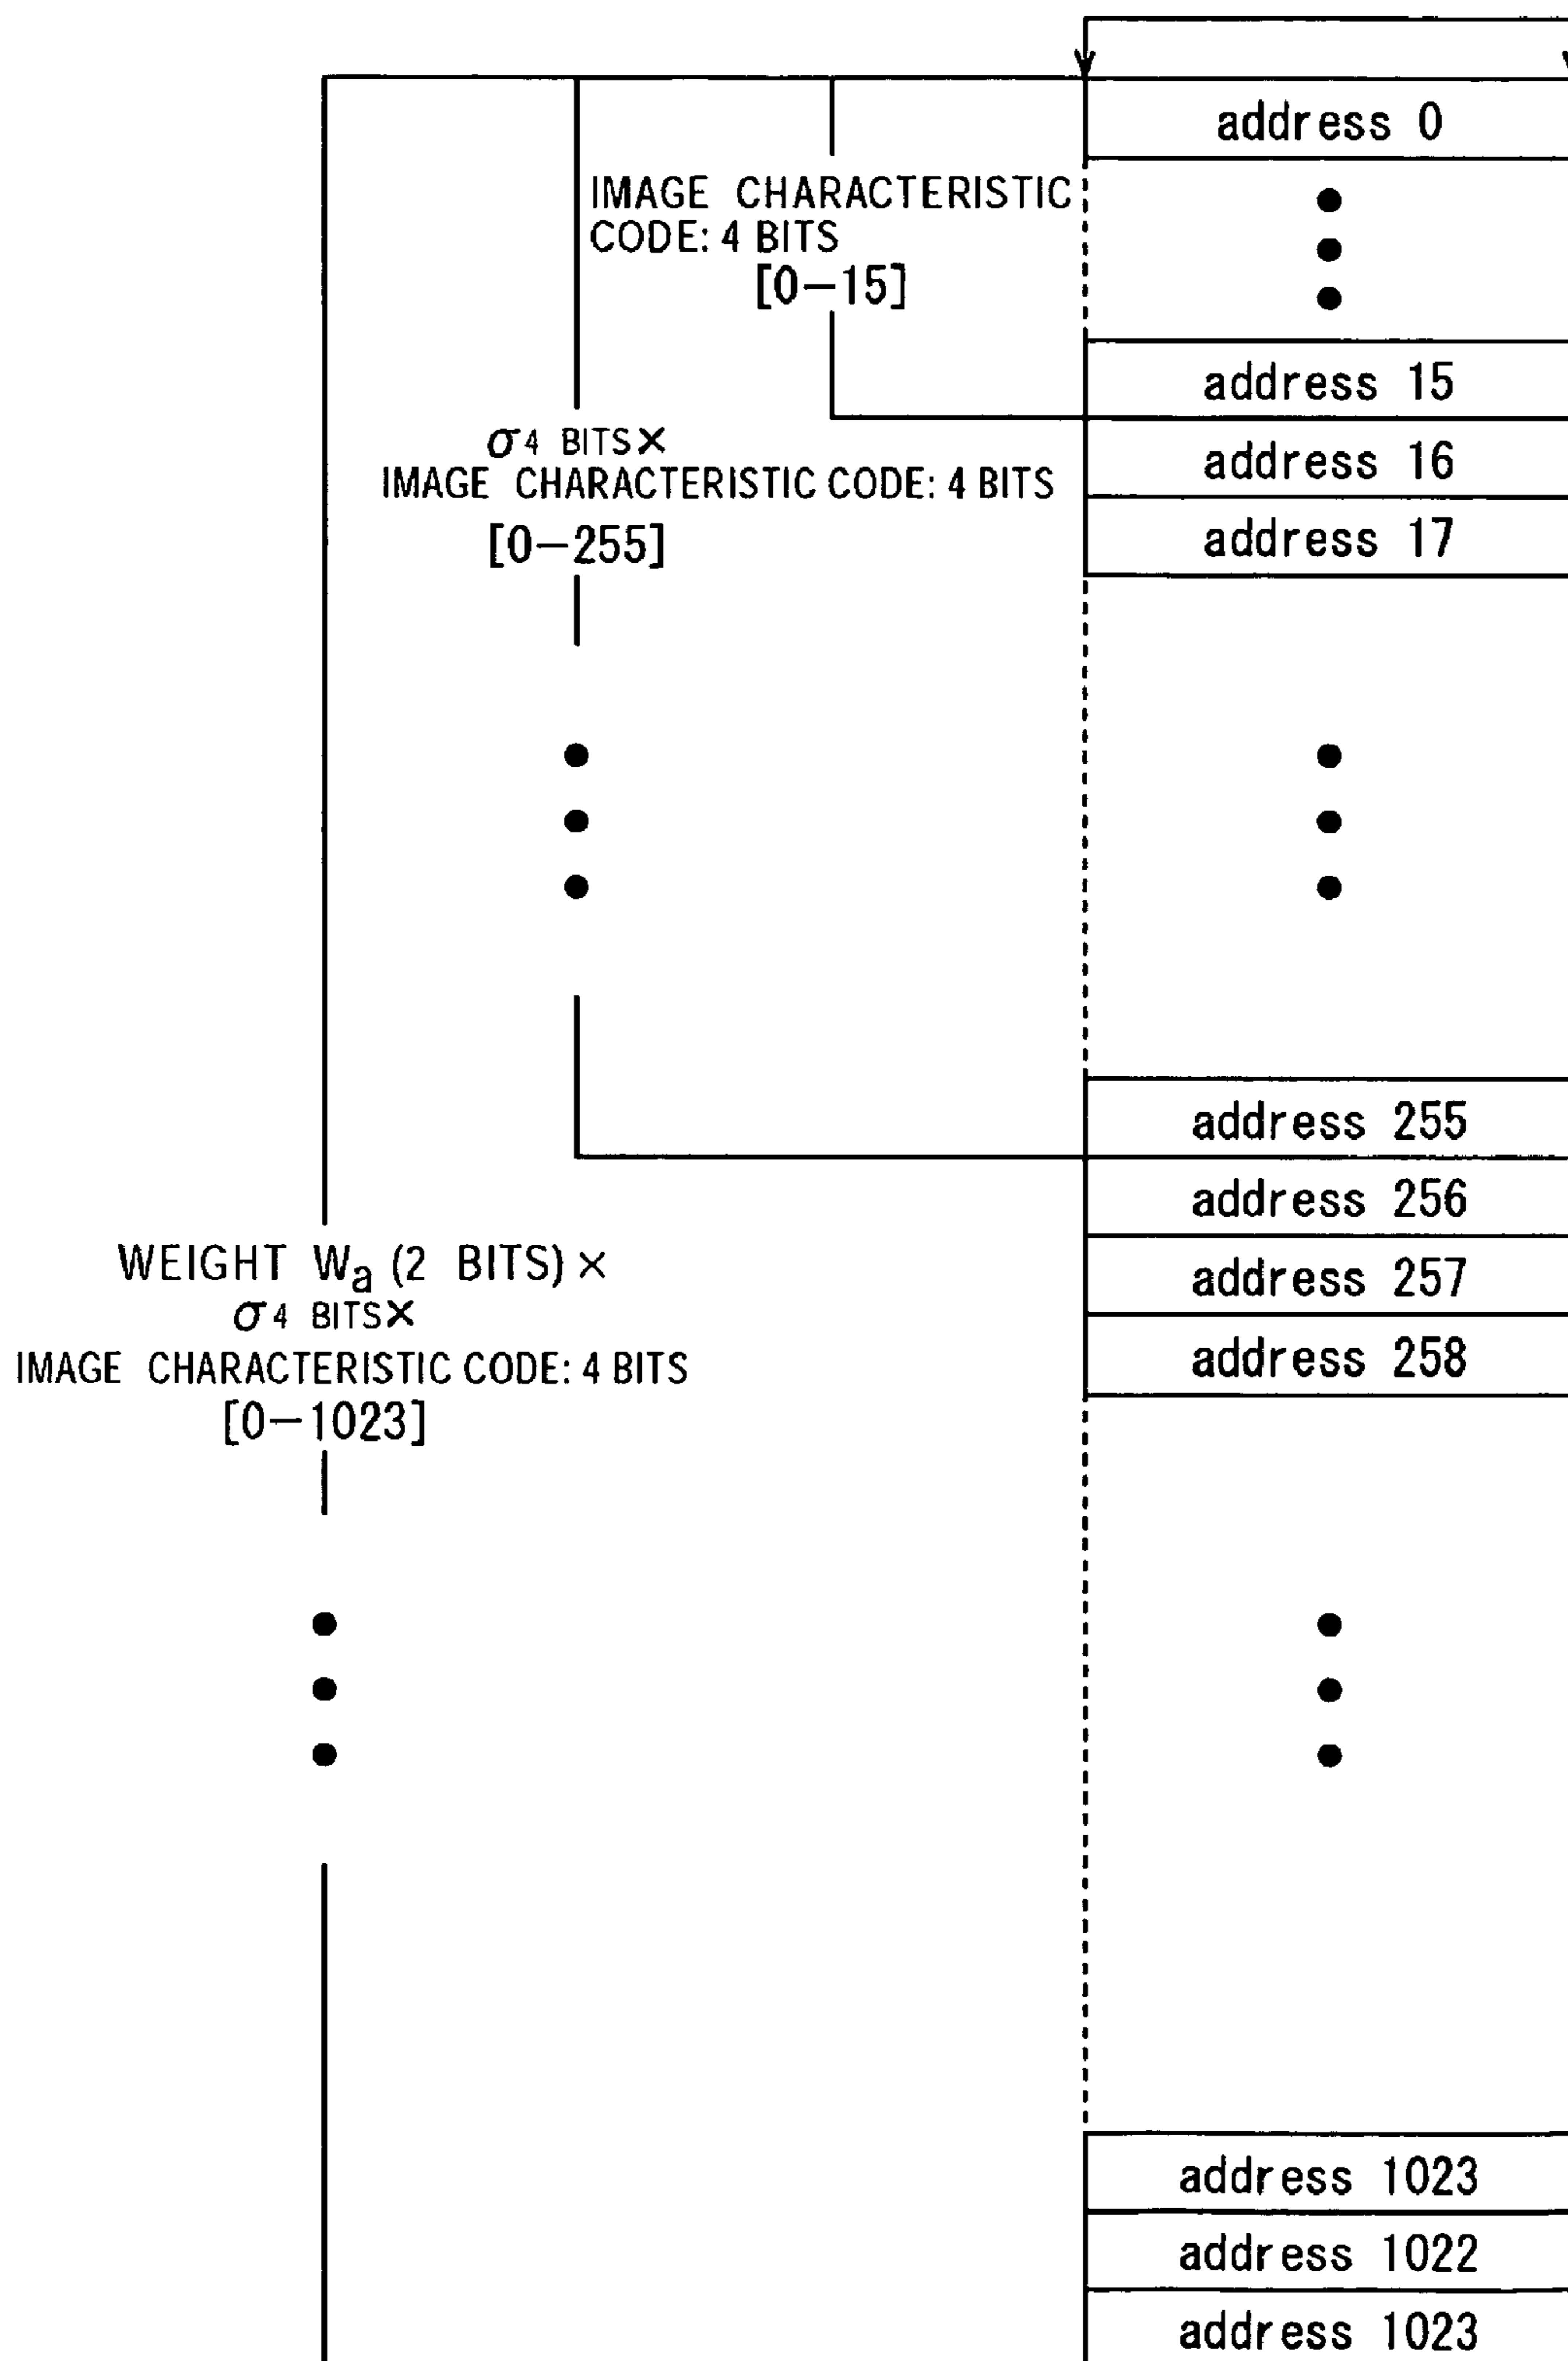 address 0
IMAGE CHARACTERISTIC
CODE: 4 BITS
[0−15]
address 15
σ4 BITS×
address 16
IMAGE CHARACTERISTIC CODE: 4 BITS
[0−255]
address 17
address 255
address 256
WEIGHT Wa (2 BITS)×
address 257
σ4 BITS×
IMAGE CHARACTERISTIC CODE: 4 BITS
address 258
[0−1023]
address 1023
address 1022
address 1023